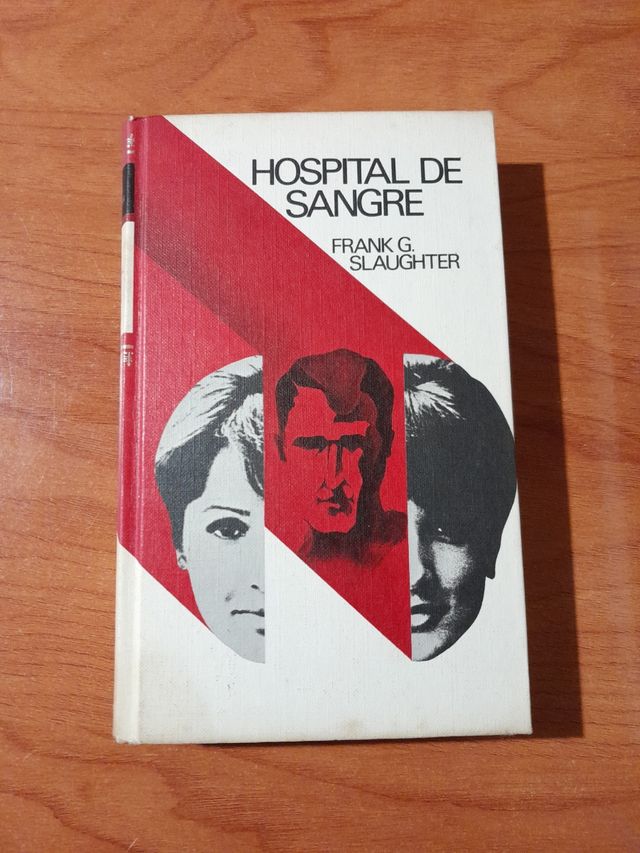 HOSPITAL DE
SANGRE
FRANK G.
SLAUGHTER